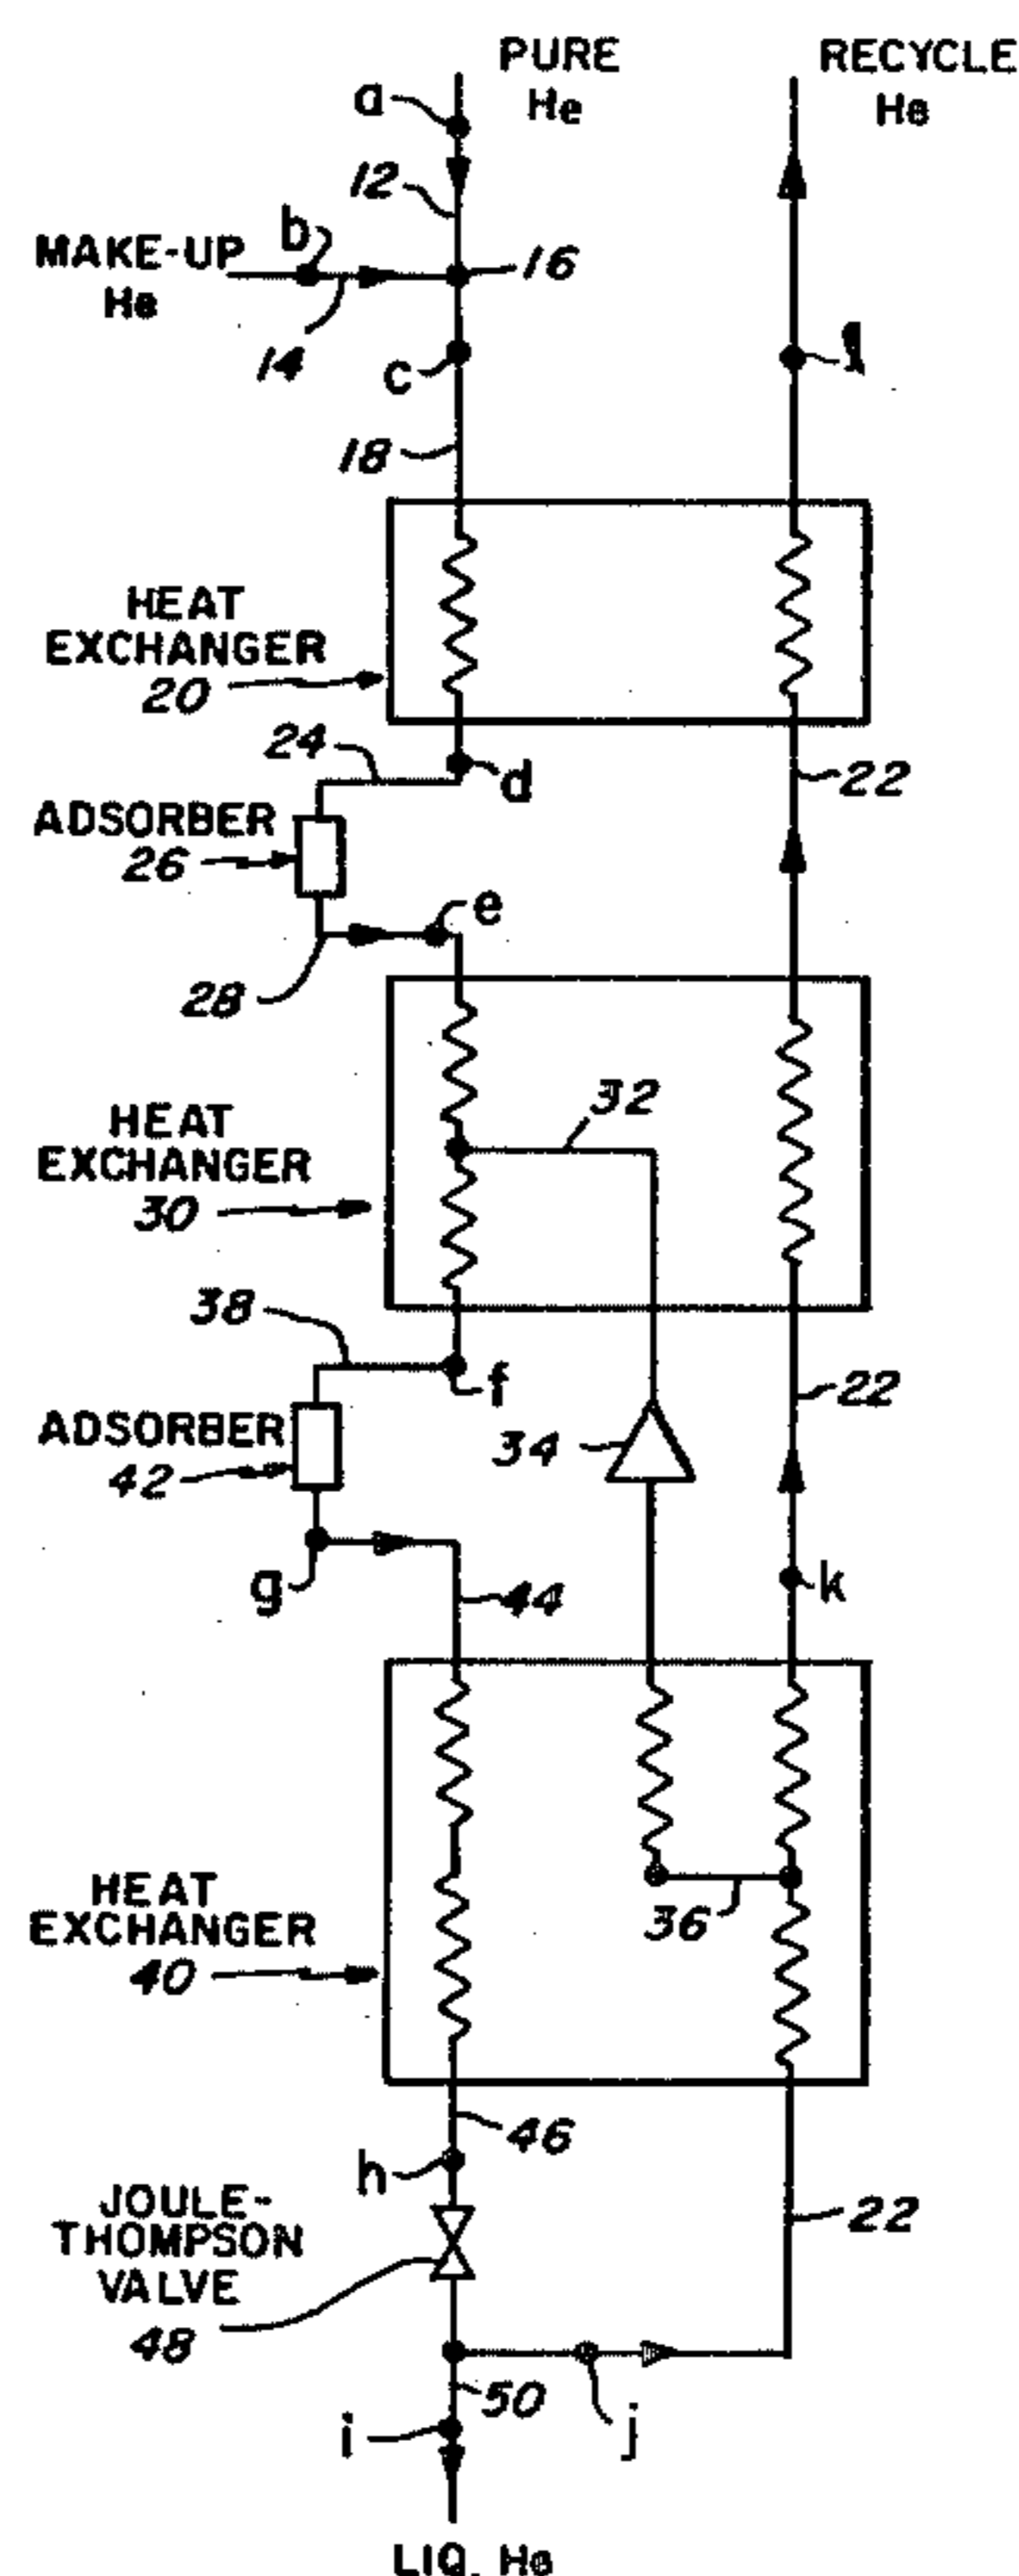 PURE
He
RECYCLE
He
a
12
MAKE-UP
He
b
16
14
c
l
18
HEAT
EXCHANGER
20
24
d
22
ADSORBER
26
e
28
HEAT
EXCHANGER
30
32
38
f
22
34
ADSORBER
42
g
44
k
HEAT
EXCHANGER
40
36
46
h
JOULE-
THOMPSON
VALVE
48
22
50
i
j
LIQ. He